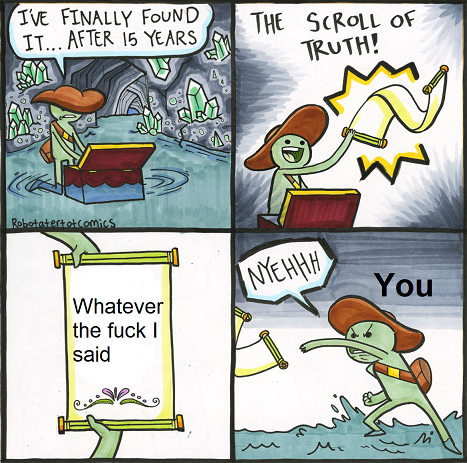 I'VE FINALLY FOUND
IT... AFTER 15 YEARS
Robotatertotcomics
THE SCROLL OF
TRUTH!
Whatever
the fuck I
said
NYEHHH
You